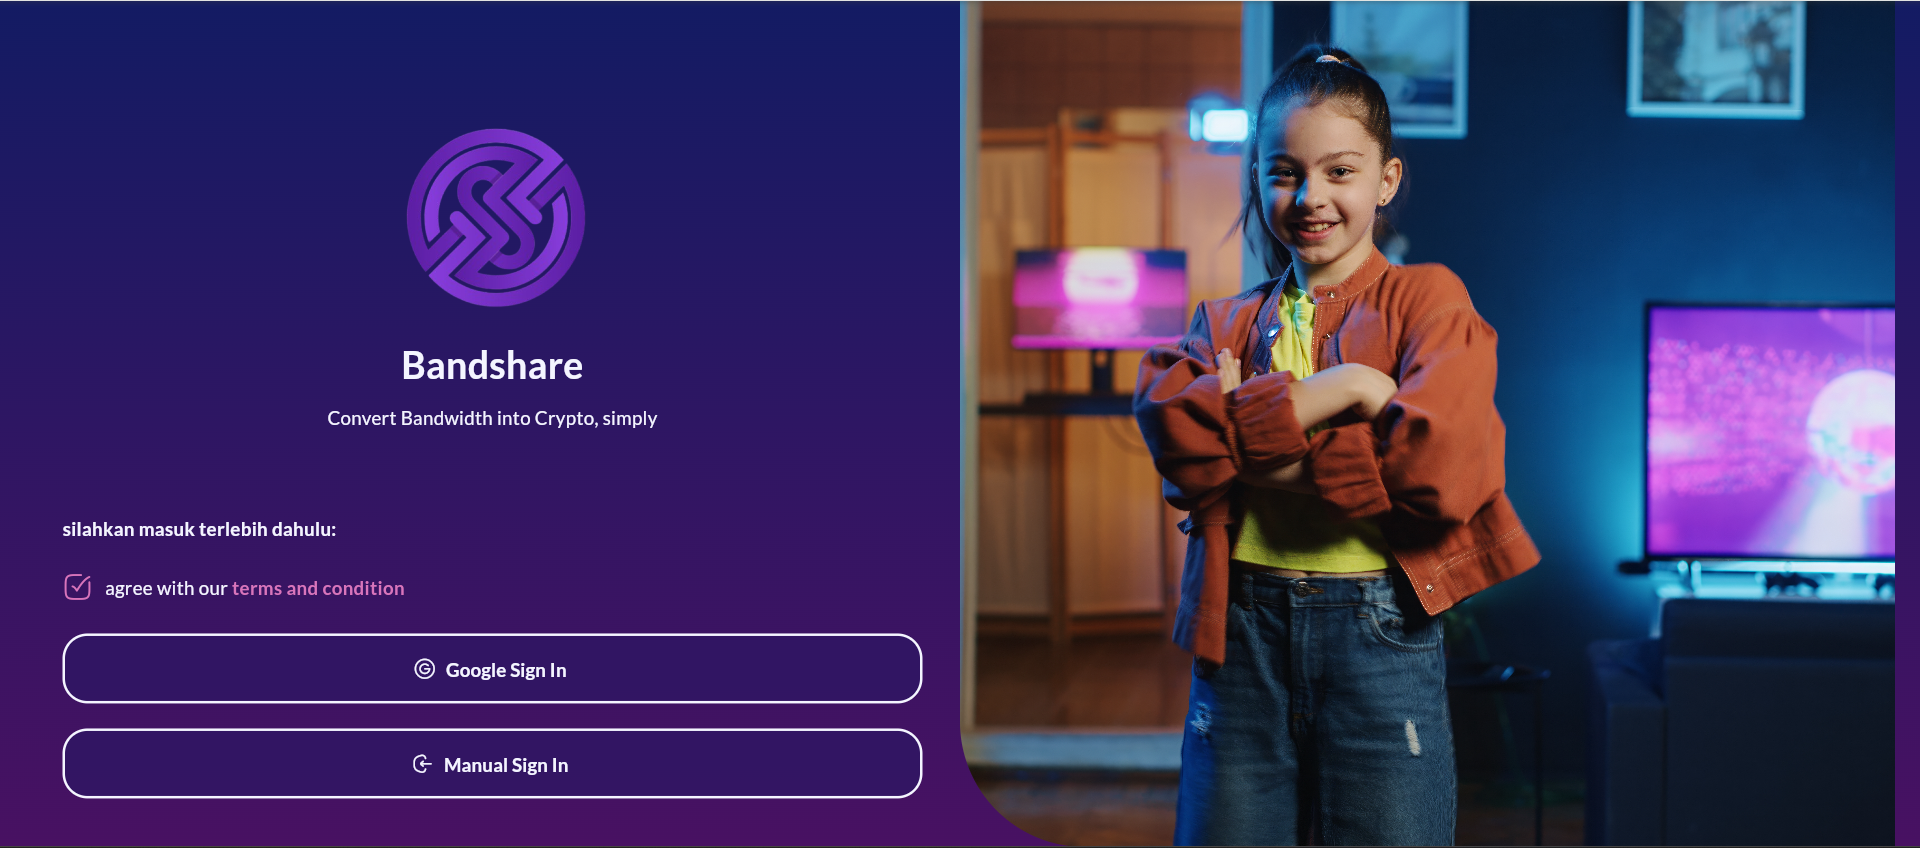 Bandshare
Convert Bandwidth into Crypto, simply
silahkan masuk terlebih dahulu:
agree with our terms and condition
Google Sign In
Manual Sign In